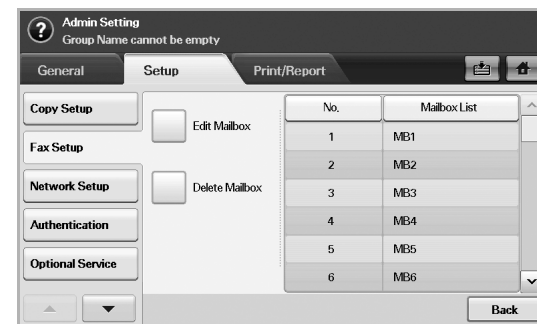 Admin Setting
Group Name cannot be empty
General
Setup
Print/Report
Copy Setup
Fax Setup
Network Setup
Authentication
Optional Service
Edit Mailbox
Delete Mailbox
No. Mailbox List
1 MB1
2 MB2
3 MB3
4 MB4
5 MB5
6 MB6
Back